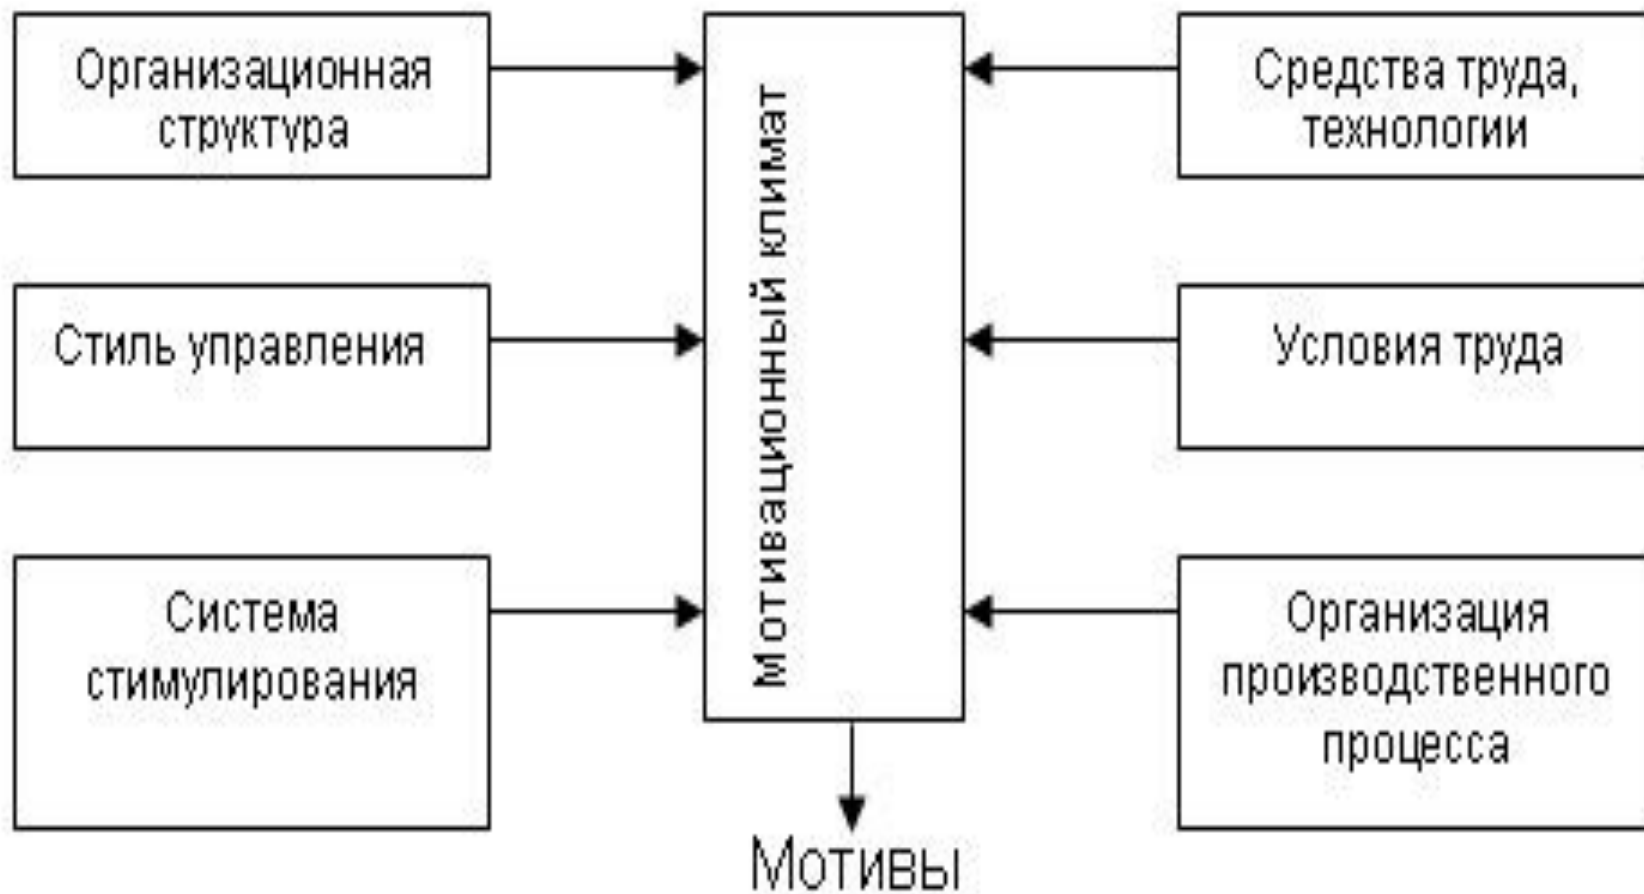 Организационная
структура
Стиль управления
Система
стимулирования
Мотивационный климат
Средства труда,
технологии
Условия труда
Организация
производственного
процесса
Мотивы